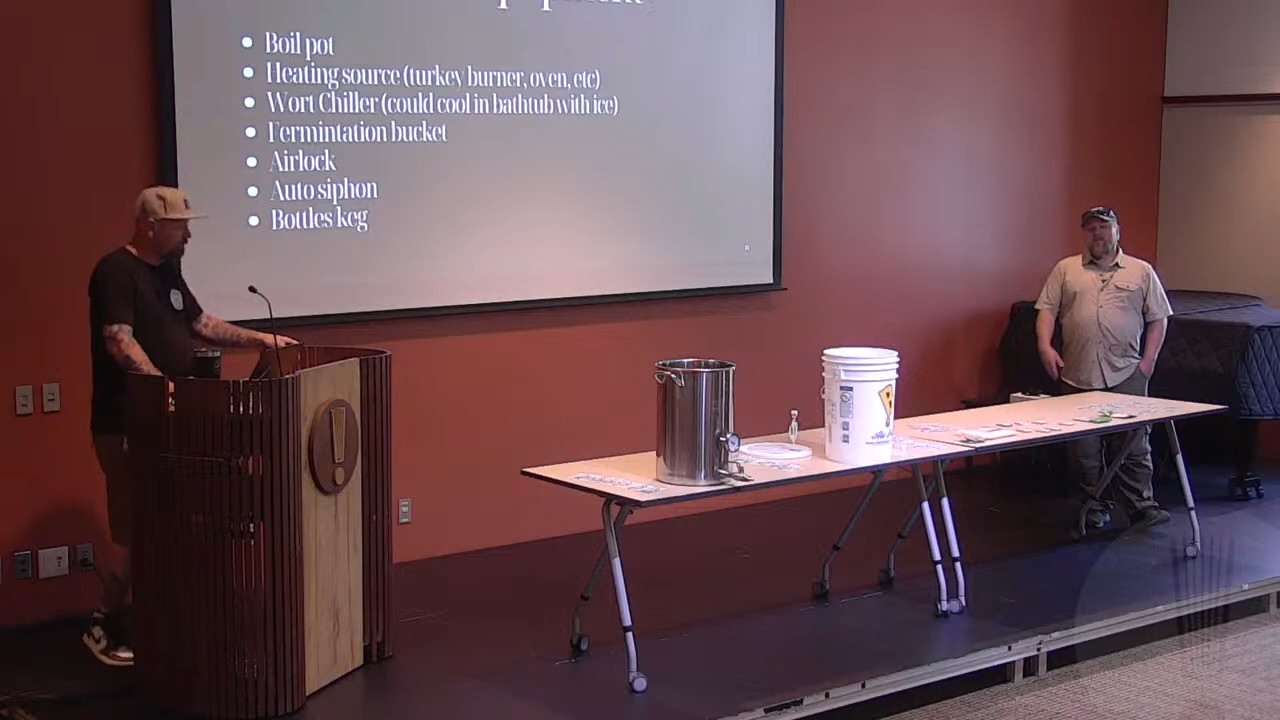 • Boil pot
• Heating source (turkey burner, oven, etc)
• Wort Chiller (could cool in bathtub with ice)
• Fermintation bucket
• Airlock
• Auto siphon
• Bottles keg